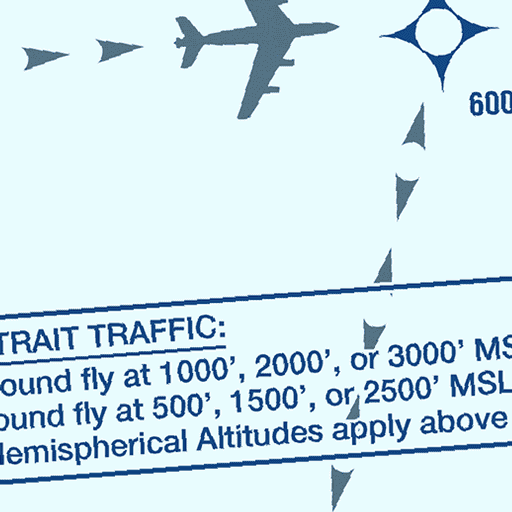 600
TRAIT TRAFFIC:
ound fly at 1000', 2000', or 3000' MS
ound fly at 500', 1500', or 2500' MSL
Hemispherical Altitudes apply above